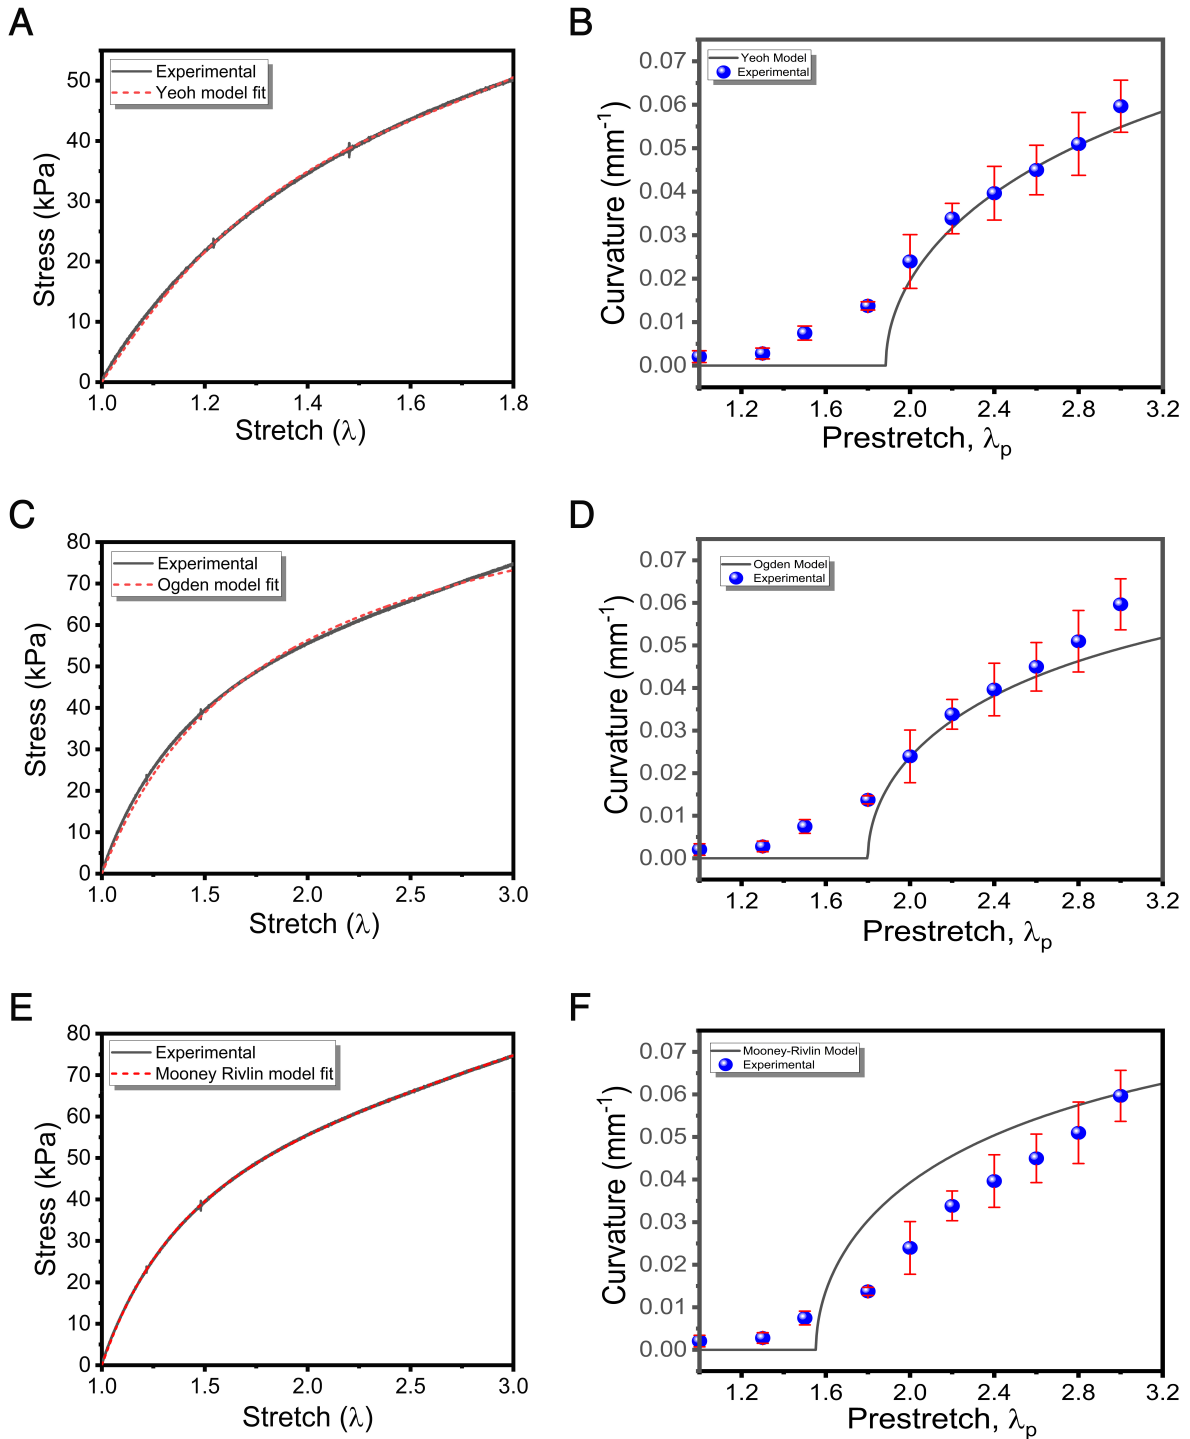 A
Experimental
Yeoh model fit
50
40
30
20
10
0
Stress (kPa)
1.0 1.2 1.4 1.6 1.8
Stretch (λ)
B
Yeoh Model
Experimental
0.07
0.06
0.05
0.04
0.03
0.02
0.01
0.00
Curvature (mm⁻¹)
1.2 1.6 2.0 2.4 2.8 3.2
Prestretch, λp
C
Experimental
Ogden model fit
80
70
60
50
40
30
20
10
0
Stress (kPa)
1.0 1.5 2.0 2.5 3.0
Stretch (λ)
D
Ogden Model
Experimental
0.07
0.06
0.05
0.04
0.03
0.02
0.01
0.00
Curvature (mm⁻¹)
1.2 1.6 2.0 2.4 2.8 3.2
Prestretch, λp
E
Experimental
Mooney Rivlin model fit
80
70
60
50
40
30
20
10
0
Stress (kPa)
1.0 1.5 2.0 2.5 3.0
Stretch (λ)
F
Mooney-Rivlin Model
Experimental
0.07
0.06
0.05
0.04
0.03
0.02
0.01
0.00
Curvature (mm⁻¹)
1.2 1.6 2.0 2.4 2.8 3.2
Prestretch, λp